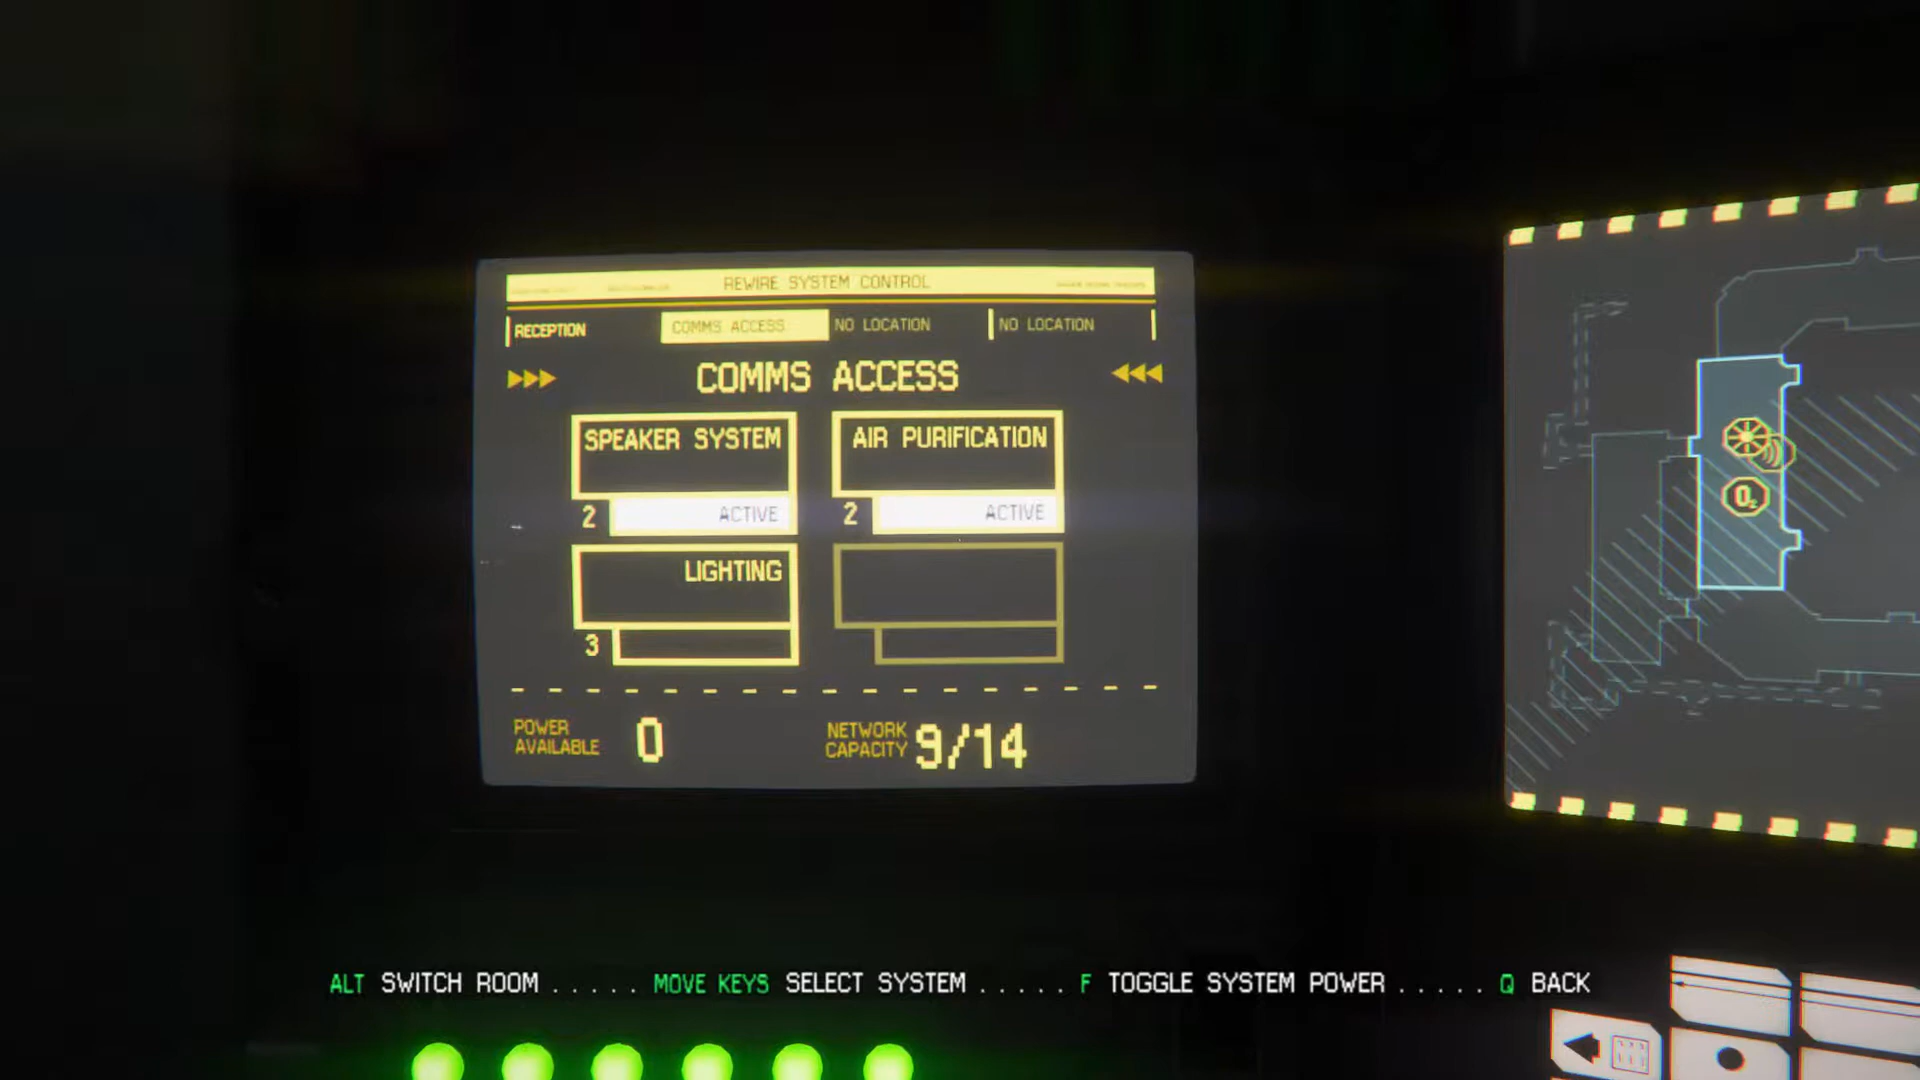 REWIRE SYSTEM CONTROL
RECEPTION COMMS ACCESS NO LOCATION NO LOCATION
COMMS ACCESS
SPEAKER SYSTEM AIR PURIFICATION
2 ACTIVE 2 ACTIVE
LIGHTING
3
POWER AVAILABLE 0 NETWORK CAPACITY 9/14
O2
ALT SWITCH ROOM ..... MOVE KEYS SELECT SYSTEM ..... F TOGGLE SYSTEM POWER ..... Q BACK